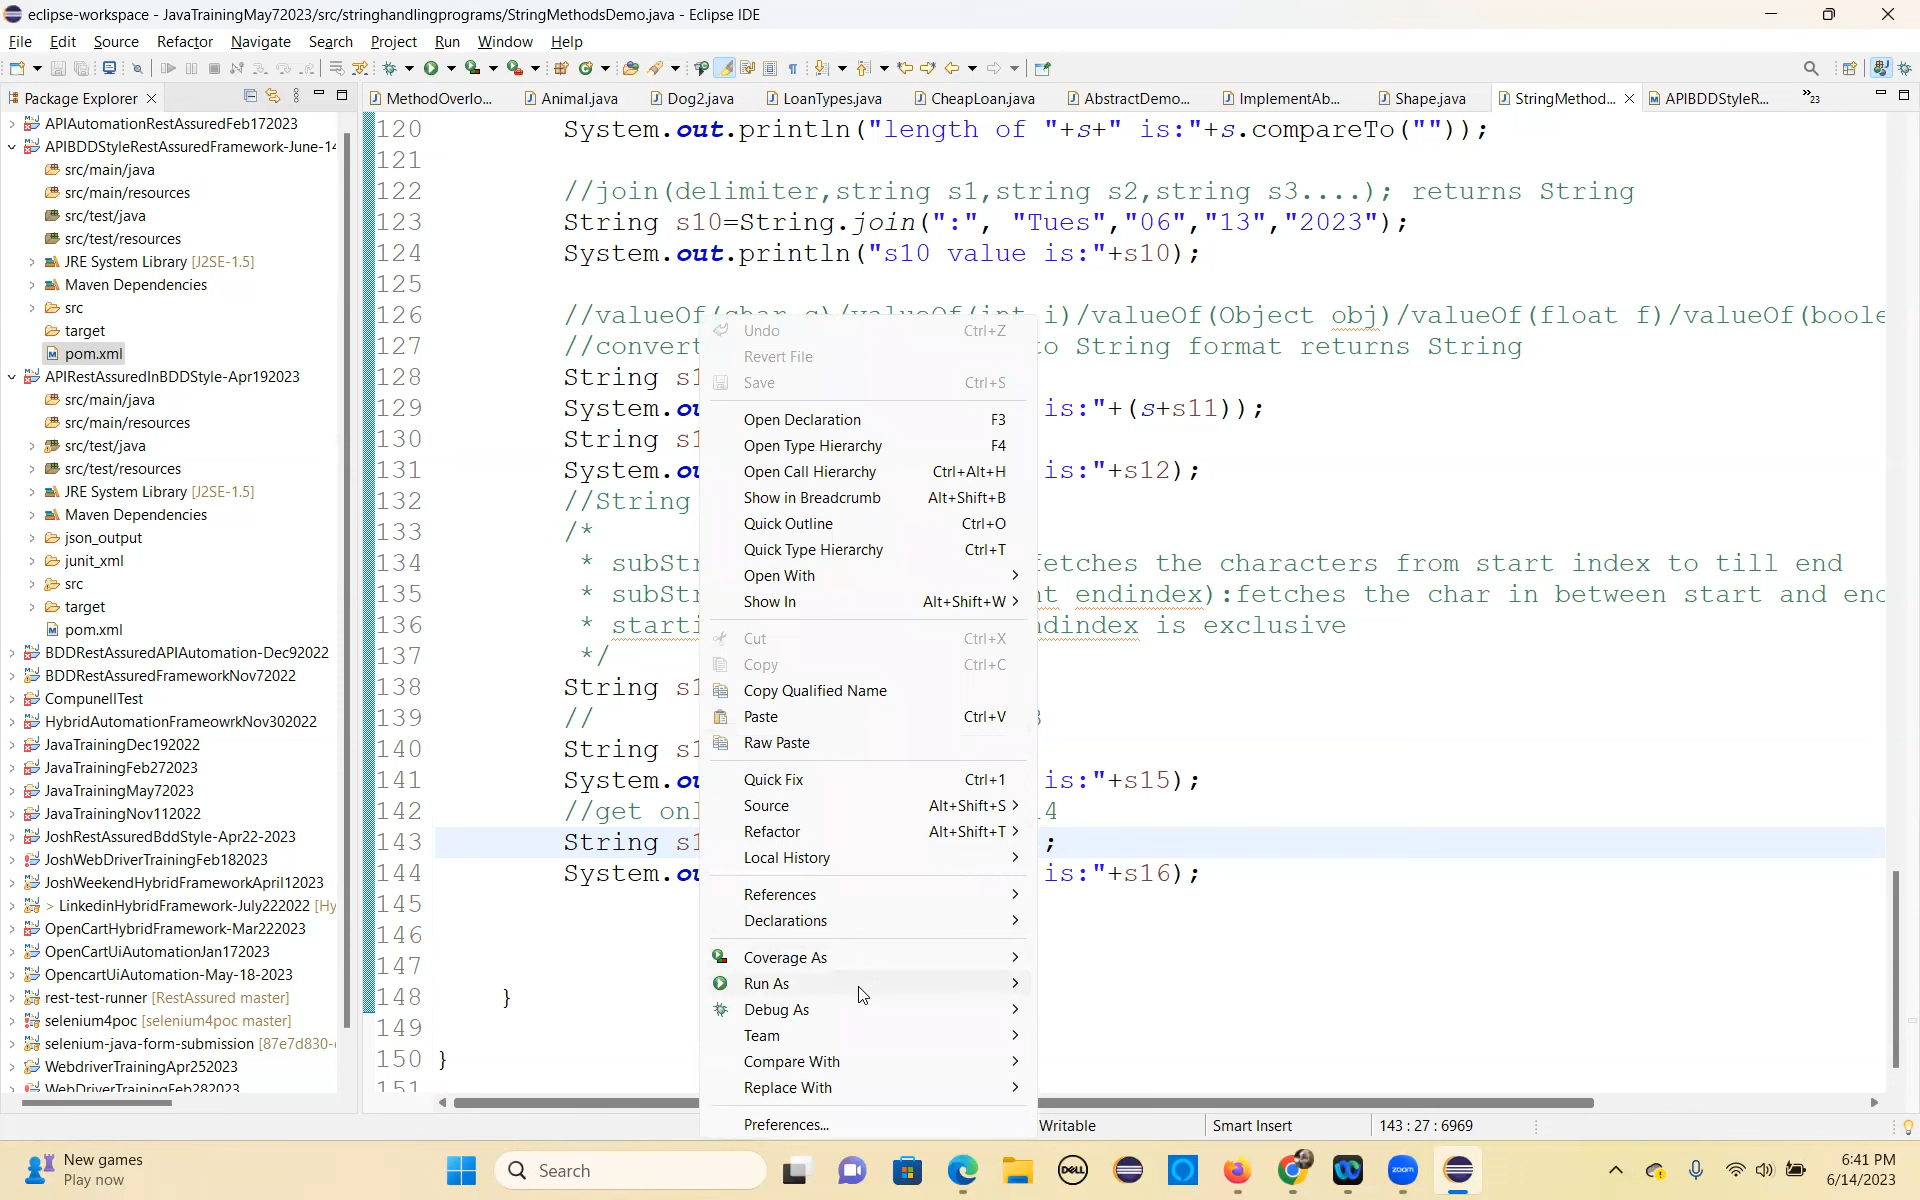 eclipse-workspace - JavaTrainingMay72023/src/stringhandlingprograms/StringMethodsDemo.java - Eclipse IDE
File Edit Source Refactor Navigate Search Project Run Window Help
Package Explorer
MethodOverlo... Animal.java Dog2.java LoanTypes.java CheapLoan.java AbstractDemo... ImplementAb... Shape.java StringMethod... APIBDDStyleR... »23
APIAutomationRestAssuredFeb172023
APIBDDStyleRestAssuredFramework-June-14
src/main/java
src/main/resources
src/test/java
src/test/resources
JRE System Library [J2SE-1.5]
Maven Dependencies
src
target
pom.xml
APIRestAssuredInBDDStyle-Apr192023
src/main/java
src/main/resources
src/test/java
src/test/resources
JRE System Library [J2SE-1.5]
Maven Dependencies
json_output
junit_xml
src
target
pom.xml
BDDRestAssuredAPIAutomation-Dec92022
BDDRestAssuredFrameworkNov72022
CompunellTest
HybridAutomationFrameowrkNov302022
JavaTrainingDec192022
JavaTrainingFeb272023
JavaTrainingMay72023
JavaTrainingNov112022
JoshRestAssuredBddStyle-Apr22-2023
JoshWebDriverTrainingFeb182023
JoshWeekendHybridFrameworkApril12023
> LinkedinHybridFramework-July222022 [Hy
OpenCartHybridFramework-Mar222023
OpenCartUiAutomationJan172023
OpencartUiAutomation-May-18-2023
rest-test-runner [RestAssured master]
selenium4poc [selenium4poc master]
selenium-java-form-submission [87e7d830-
WebdriverTrainingApr252023
WebDriverTrainingFeb282023
120 System.out.println("length of "+s+" is:"+s.compareTo(""));
121
122 //join(delimiter,string s1,string s2,string s3....); returns String
123 String s10=String.join(":", "Tues","06","13","2023");
124 System.out.println("s10 value is:"+s10);
125
126 //valueOf(char c)/valueOf(int i)/valueOf(Object obj)/valueOf(float f)/valueOf(boole
127 //convert o String format returns String
128 String s1
129 System.ou is:"+(s+s11));
130 String s1
131 System.ou is:"+s12);
132 //String
133 /*
134 * subStr fetches the characters from start index to till end
135 * subStr nt endindex):fetches the char in between start and end
136 * starti ndindex is exclusive
137 */
138 String s1
139 // 3
140 String s1
141 System.ou is:"+s15);
142 //get onl 14
143 String s1 ;
144 System.ou is:"+s16);
145
146
147
148 }
149
150 }
151
Undo Ctrl+Z
Revert File
Save Ctrl+S
Open Declaration F3
Open Type Hierarchy F4
Open Call Hierarchy Ctrl+Alt+H
Show in Breadcrumb Alt+Shift+B
Quick Outline Ctrl+O
Quick Type Hierarchy Ctrl+T
Open With
Show In Alt+Shift+W
Cut Ctrl+X
Copy Ctrl+C
Copy Qualified Name
Paste Ctrl+V
Raw Paste
Quick Fix Ctrl+1
Source Alt+Shift+S
Refactor Alt+Shift+T
Local History
References
Declarations
Coverage As
Run As
Debug As
Team
Compare With
Replace With
Preferences...
Writable Smart Insert 143 : 27 : 6969
New games
Play now
Search
DELL
zoom
6:41 PM
6/14/2023